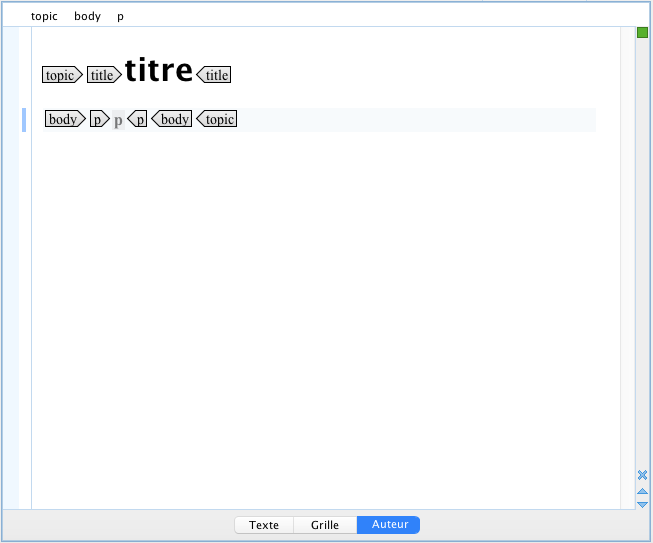 topic body p
topic title titre title
body p p p body topic
Texte Grille Auteur